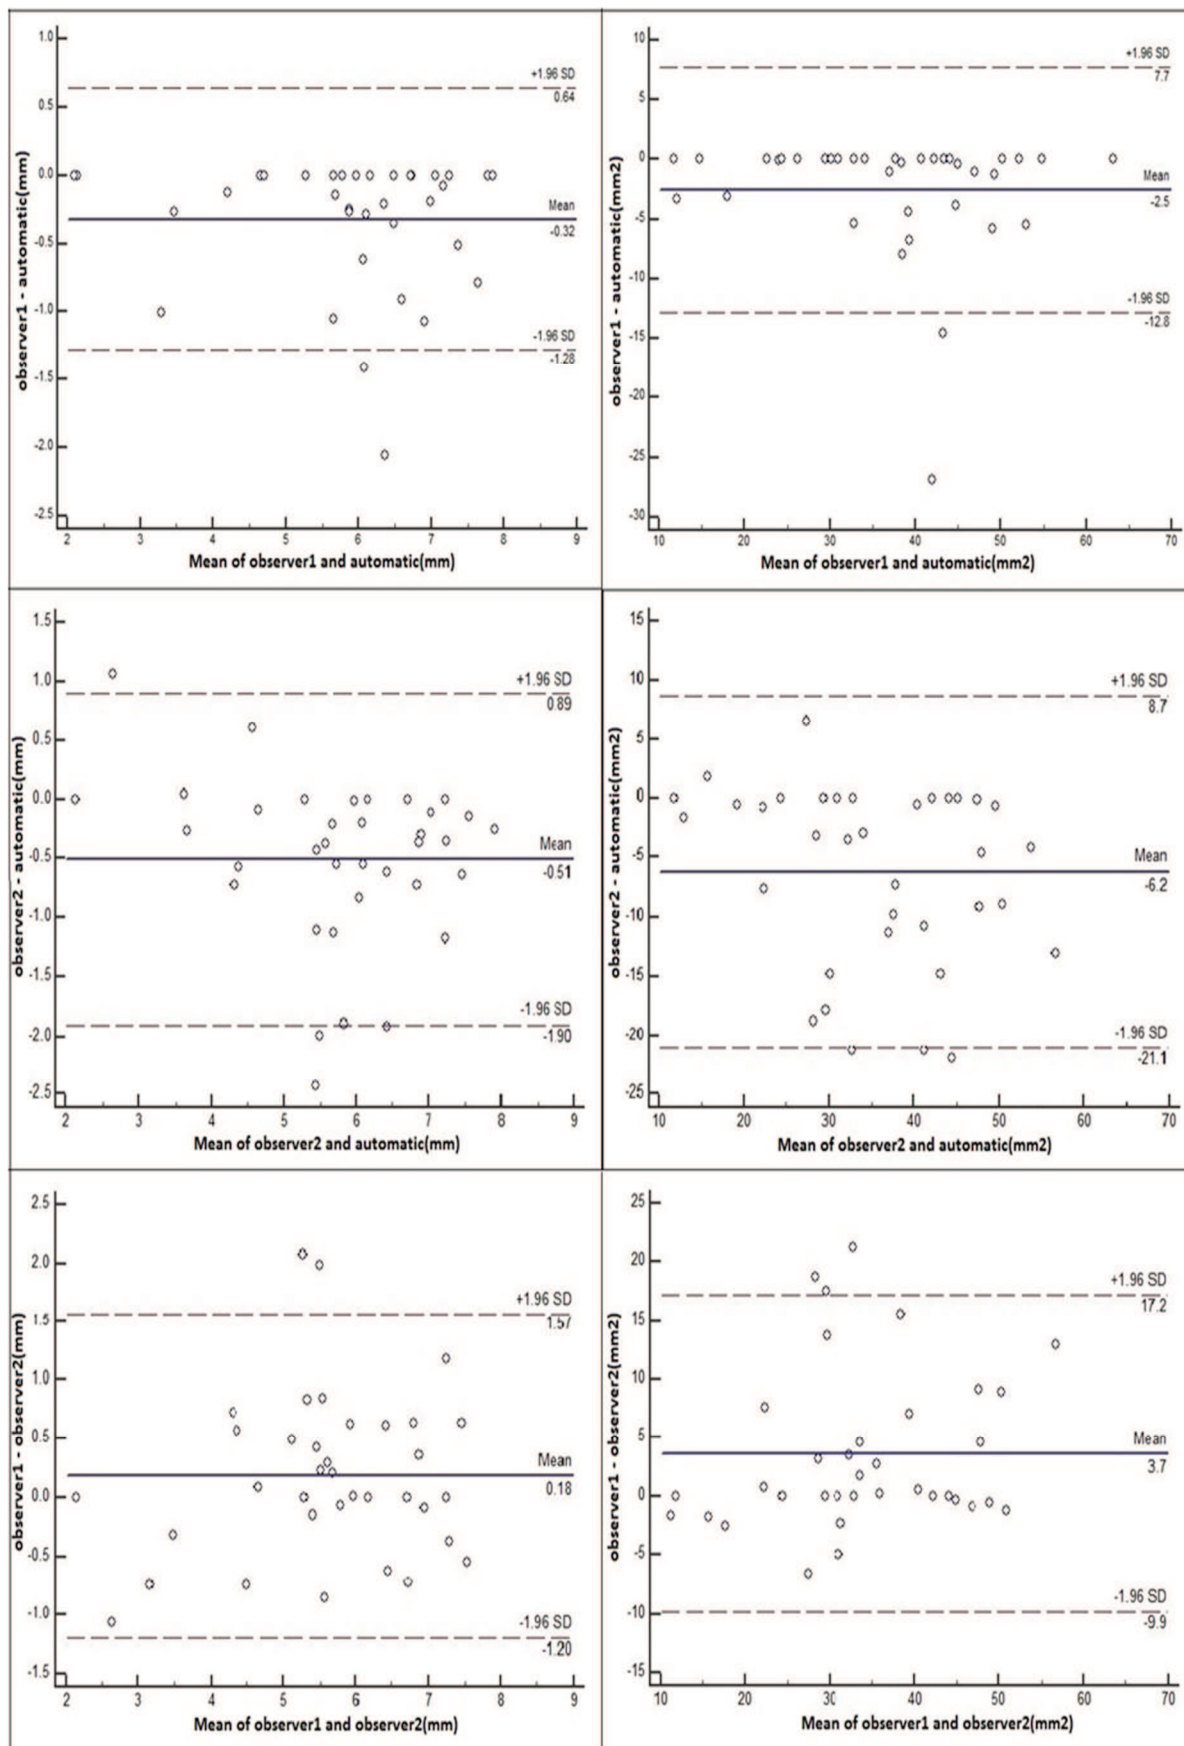 1.0
0.5
0.0
-0.5
-1.0
-1.5
-2.0
-2.5
observer1 - automatic(mm)
+1.96 SD
0.64
Mean
-0.32
-1.96 SD
-1.28
2 3 4 5 6 7 8 9
Mean of observer1 and automatic(mm)
10
5
0
-5
-10
-15
-20
-25
-30
observer1 - automatic(mm2)
+1.96 SD
7.7
Mean
-2.5
-1.96 SD
-12.8
10 20 30 40 50 60 70
Mean of observer1 and automatic(mm2)
1.5
1.0
0.5
0.0
-0.5
-1.0
-1.5
-2.0
-2.5
observer2 - automatic(mm)
+1.96 SD
0.89
Mean
-0.51
-1.96 SD
-1.90
2 3 4 5 6 7 8 9
Mean of observer2 and automatic(mm)
15
10
5
0
-5
-10
-15
-20
-25
observer2 - automatic(mm2)
+1.96 SD
8.7
Mean
-6.2
-1.96 SD
-21.1
10 20 30 40 50 60 70
Mean of observer2 and automatic(mm2)
2.5
2.0
1.5
1.0
0.5
0.0
-0.5
-1.0
-1.5
observer1 - observer2(mm)
+1.96 SD
1.57
Mean
0.18
-1.96 SD
-1.20
2 3 4 5 6 7 8 9
Mean of observer1 and observer2(mm)
25
20
15
10
5
0
-5
-10
-15
observer1 - observer2(mm2)
+1.96 SD
17.2
Mean
3.7
-1.96 SD
-9.9
10 20 30 40 50 60 70
Mean of observer1 and observer2(mm2)